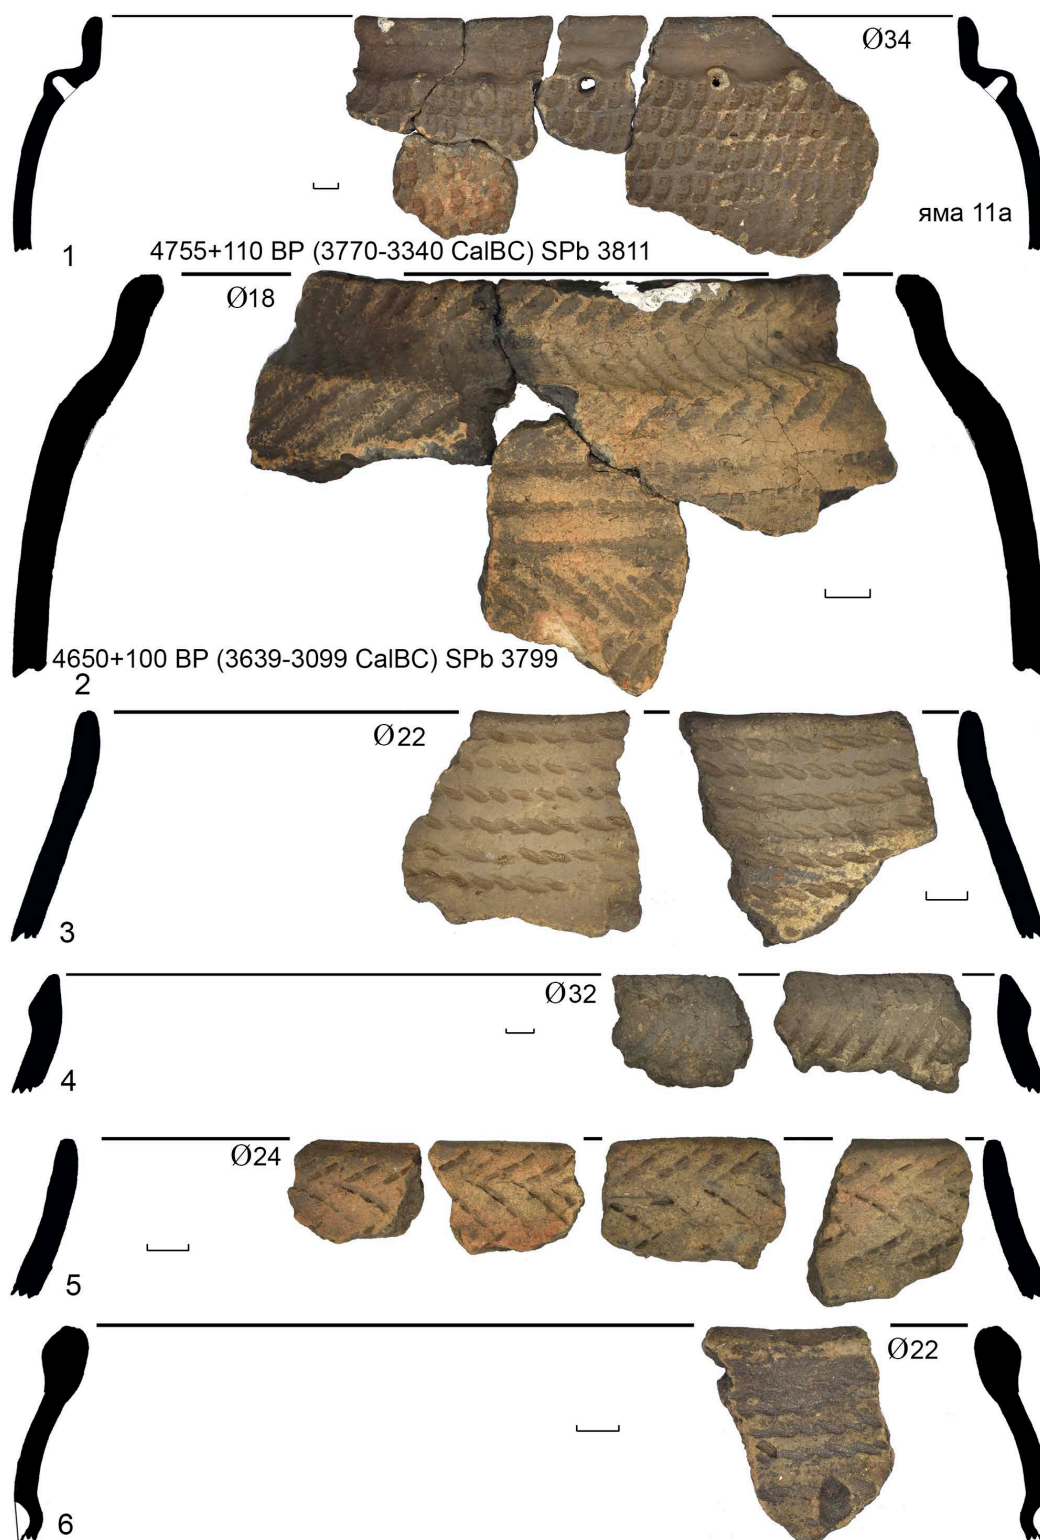 Ø34
яма 11а
1
4755+110 BP (3770-3340 CalBC) SPb 3811
Ø18
4650+100 BP (3639-3099 CalBC) SPb 3799
2
Ø22
3
Ø32
4
Ø24
5
Ø22
6